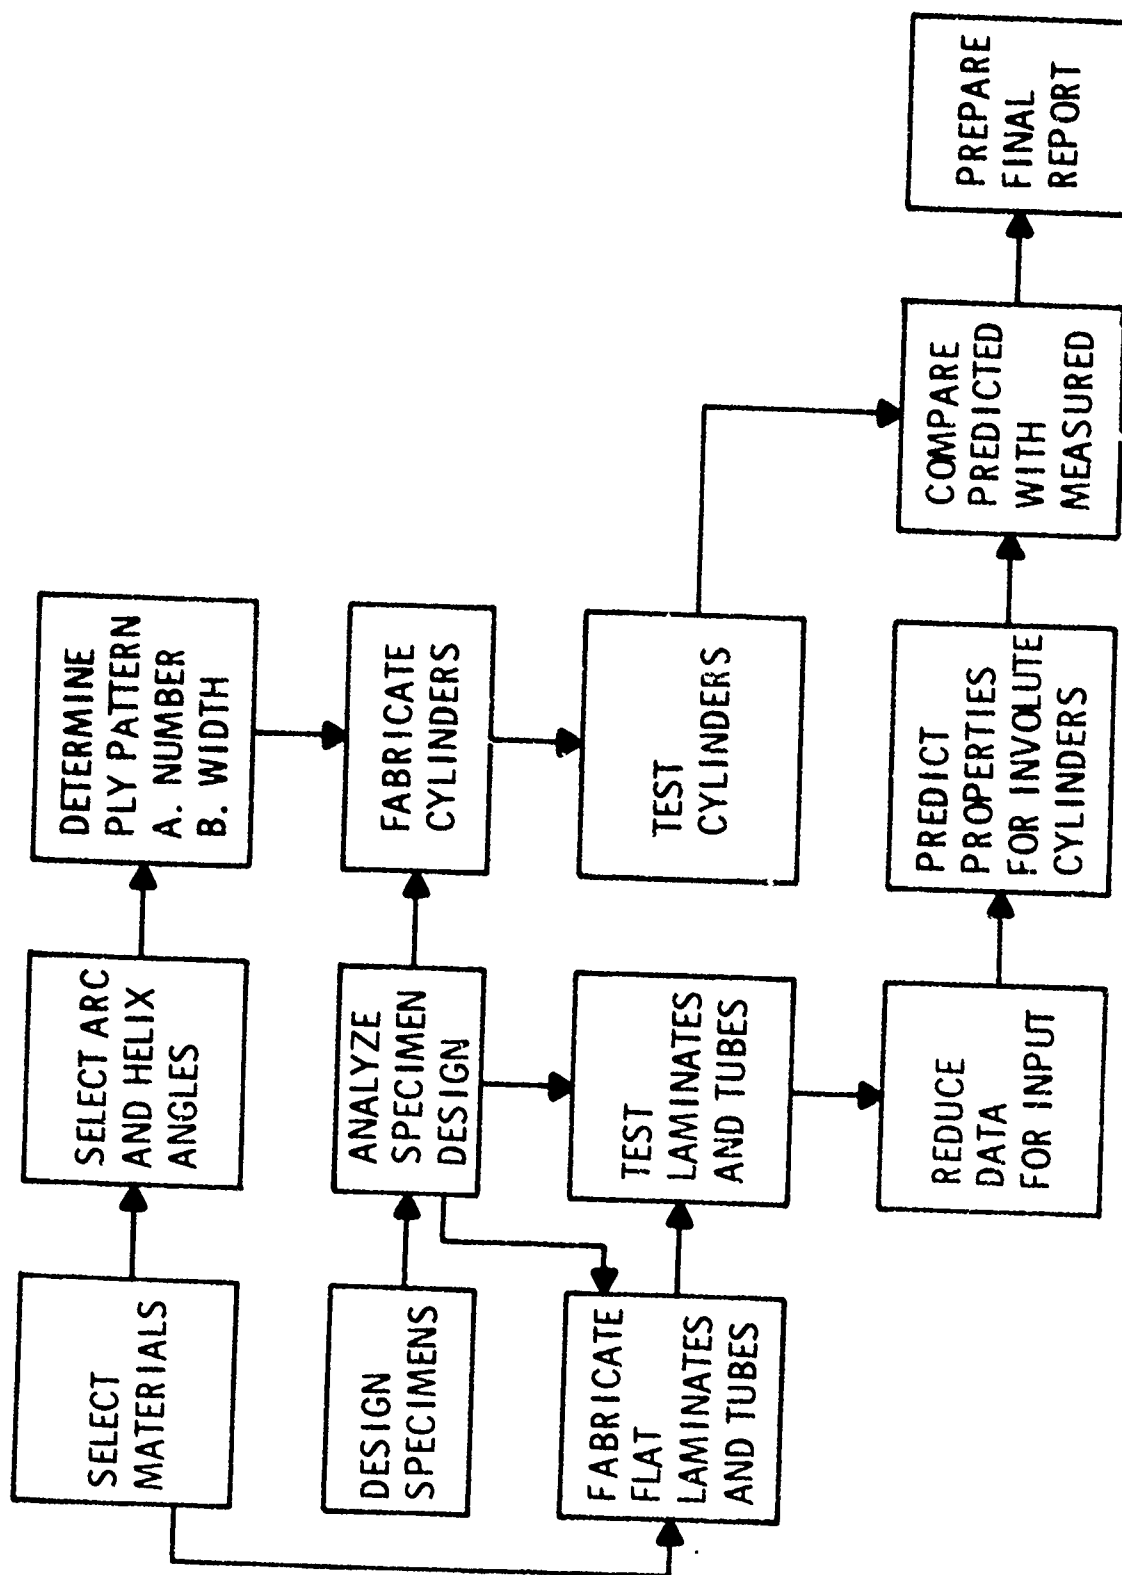 SELECT
MATERIALS
SELECT ARC
AND HELIX
ANGLES
DETERMINE
PLY PATTERN
A. NUMBER
B. WIDTH
DESIGN
SPECIMENS
ANALYZE
SPECIMEN
DESIGN
FABRICATE
CYLINDERS
FABRICATE
FLAT
LAMINATES
AND TUBES
TEST
LAMINATES
AND TUBES
TEST
CYLINDERS
REDUCE
DATA
FOR INPUT
PREDICT
PROPERTIES
FOR INVOLUTE
CYLINDERS
COMPARE
PREDICTED
WITH
MEASURED
PREPARE
FINAL
REPORT